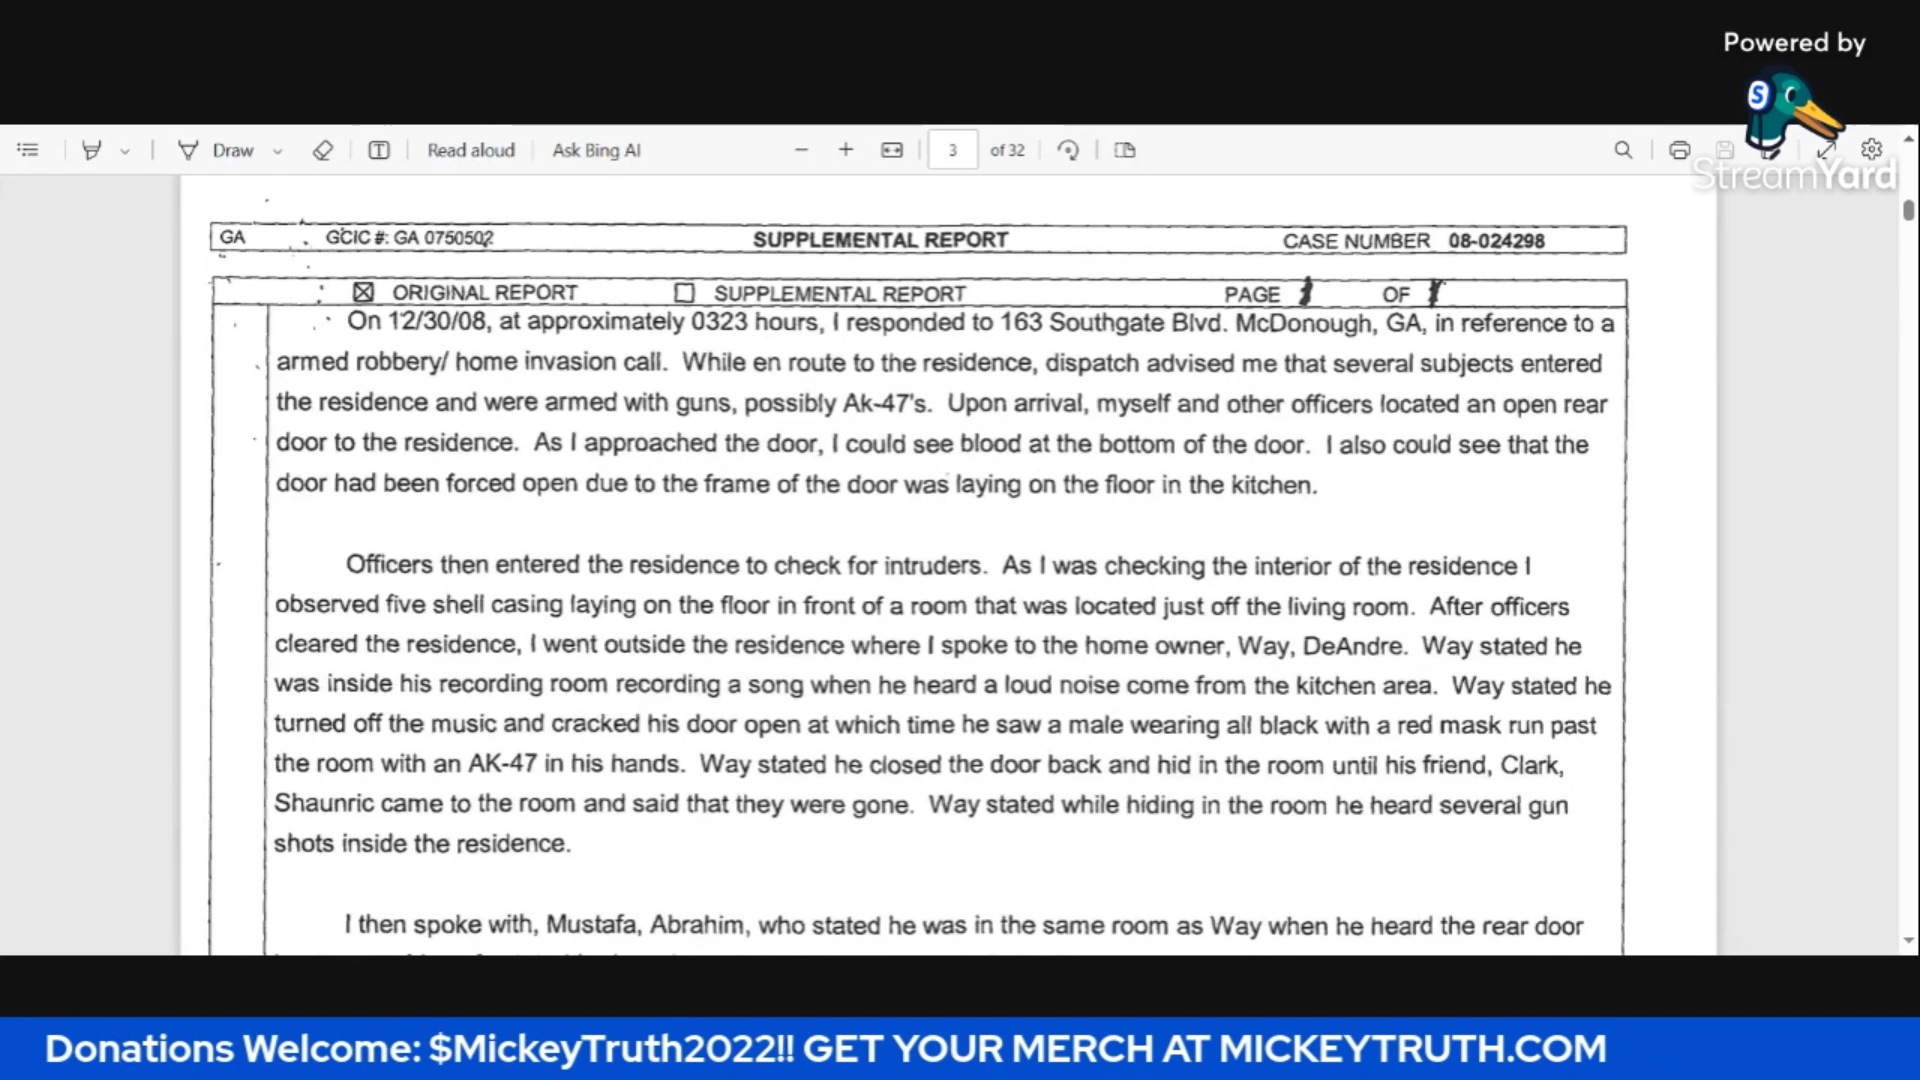 Powered by
StreamYard
Draw
Read aloud
Ask Bing AI
3 of 32
GA GCIC #: GA 0750502 SUPPLEMENTAL REPORT CASE NUMBER 08-024298
ORIGINAL REPORT SUPPLEMENTAL REPORT PAGE 1 OF 1
On 12/30/08, at approximately 0323 hours, I responded to 163 Southgate Blvd. McDonough, GA, in reference to a
armed robbery/ home invasion call. While en route to the residence, dispatch advised me that several subjects entered
the residence and were armed with guns, possibly Ak-47's. Upon arrival, myself and other officers located an open rear
door to the residence. As I approached the door, I could see blood at the bottom of the door. I also could see that the
door had been forced open due to the frame of the door was laying on the floor in the kitchen.
Officers then entered the residence to check for intruders. As I was checking the interior of the residence I
observed five shell casing laying on the floor in front of a room that was located just off the living room. After officers
cleared the residence, I went outside the residence where I spoke to the home owner, Way, DeAndre. Way stated he
was inside his recording room recording a song when he heard a loud noise come from the kitchen area. Way stated he
turned off the music and cracked his door open at which time he saw a male wearing all black with a red mask run past
the room with an AK-47 in his hands. Way stated he closed the door back and hid in the room until his friend, Clark,
Shaunric came to the room and said that they were gone. Way stated while hiding in the room he heard several gun
shots inside the residence.
I then spoke with, Mustafa, Abrahim, who stated he was in the same room as Way when he heard the rear door
Donations Welcome: $MickeyTruth2022!! GET YOUR MERCH AT MICKEYTRUTH.COM